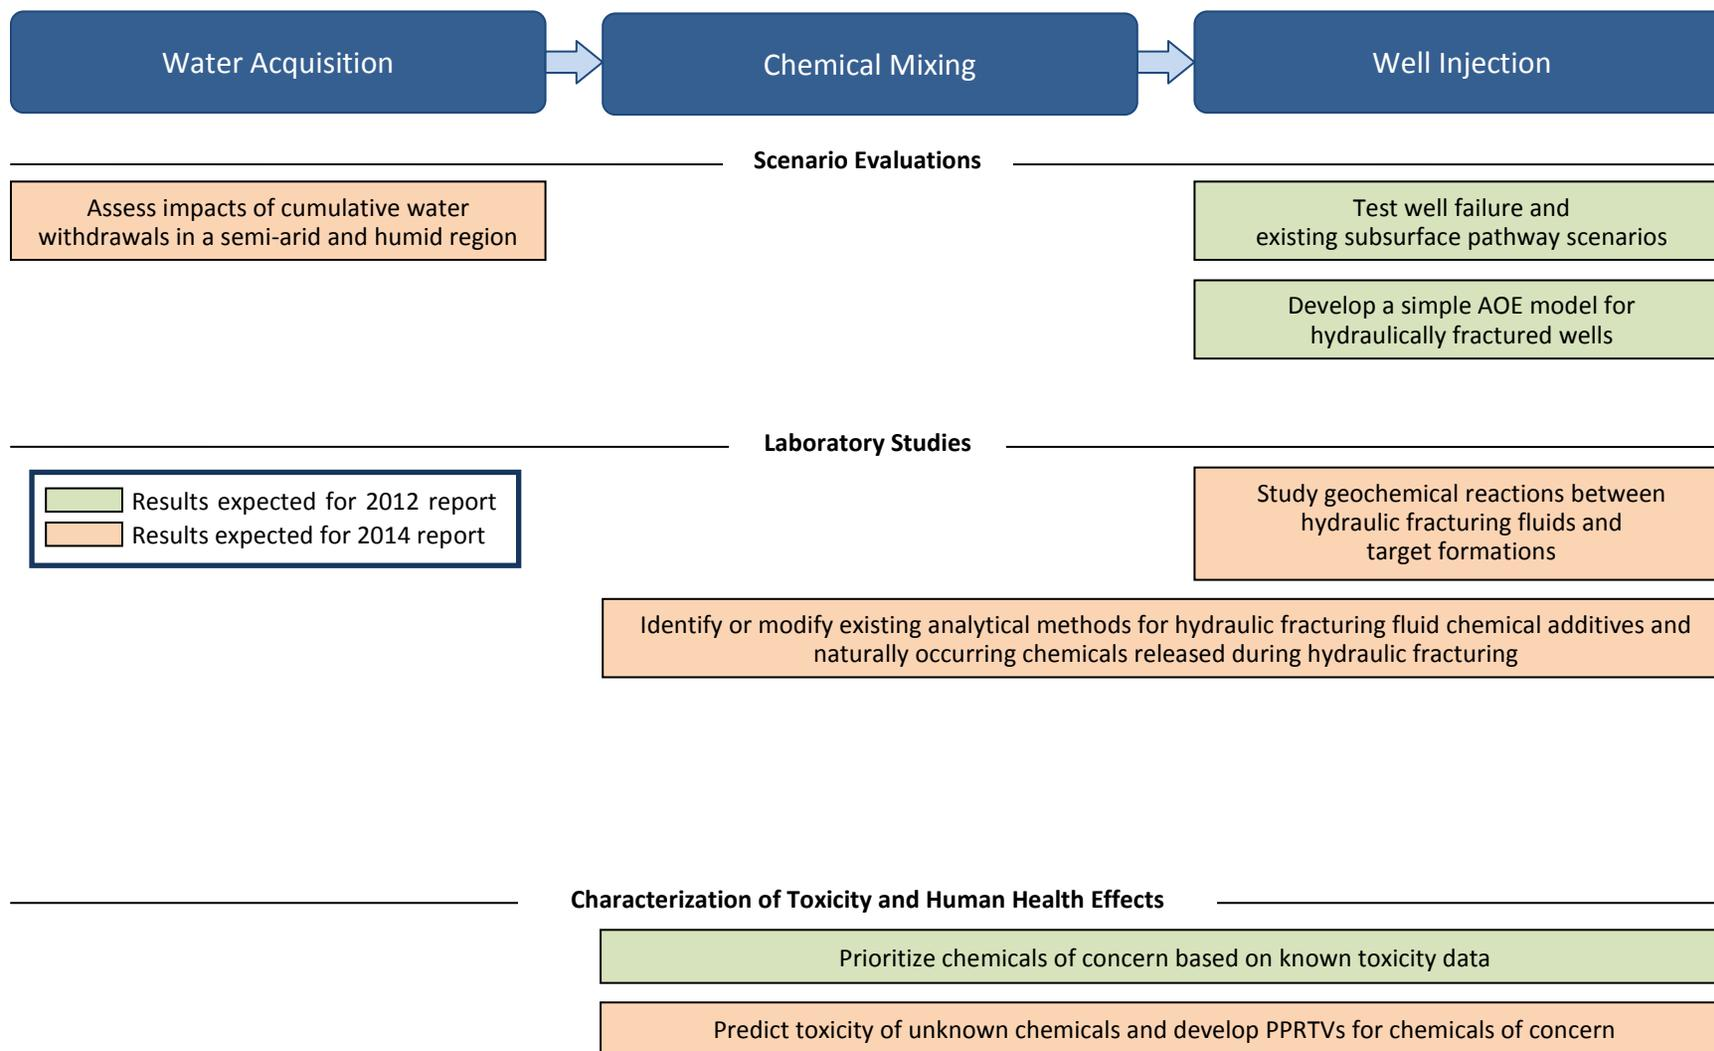 Water Acquisition
Chemical Mixing
Well Injection
Scenario Evaluations
Assess impacts of cumulative water
withdrawals in a semi-arid and humid region
Test well failure and
existing subsurface pathway scenarios
Develop a simple AOE model for
hydraulically fractured wells
Laboratory Studies
Results expected for 2012 report
Results expected for 2014 report
Study geochemical reactions between
hydraulic fracturing fluids and
target formations
Identify or modify existing analytical methods for hydraulic fracturing fluid chemical additives and
naturally occurring chemicals released during hydraulic fracturing
Characterization of Toxicity and Human Health Effects
Prioritize chemicals of concern based on known toxicity data
Predict toxicity of unknown chemicals and develop PPRTVs for chemicals of concern